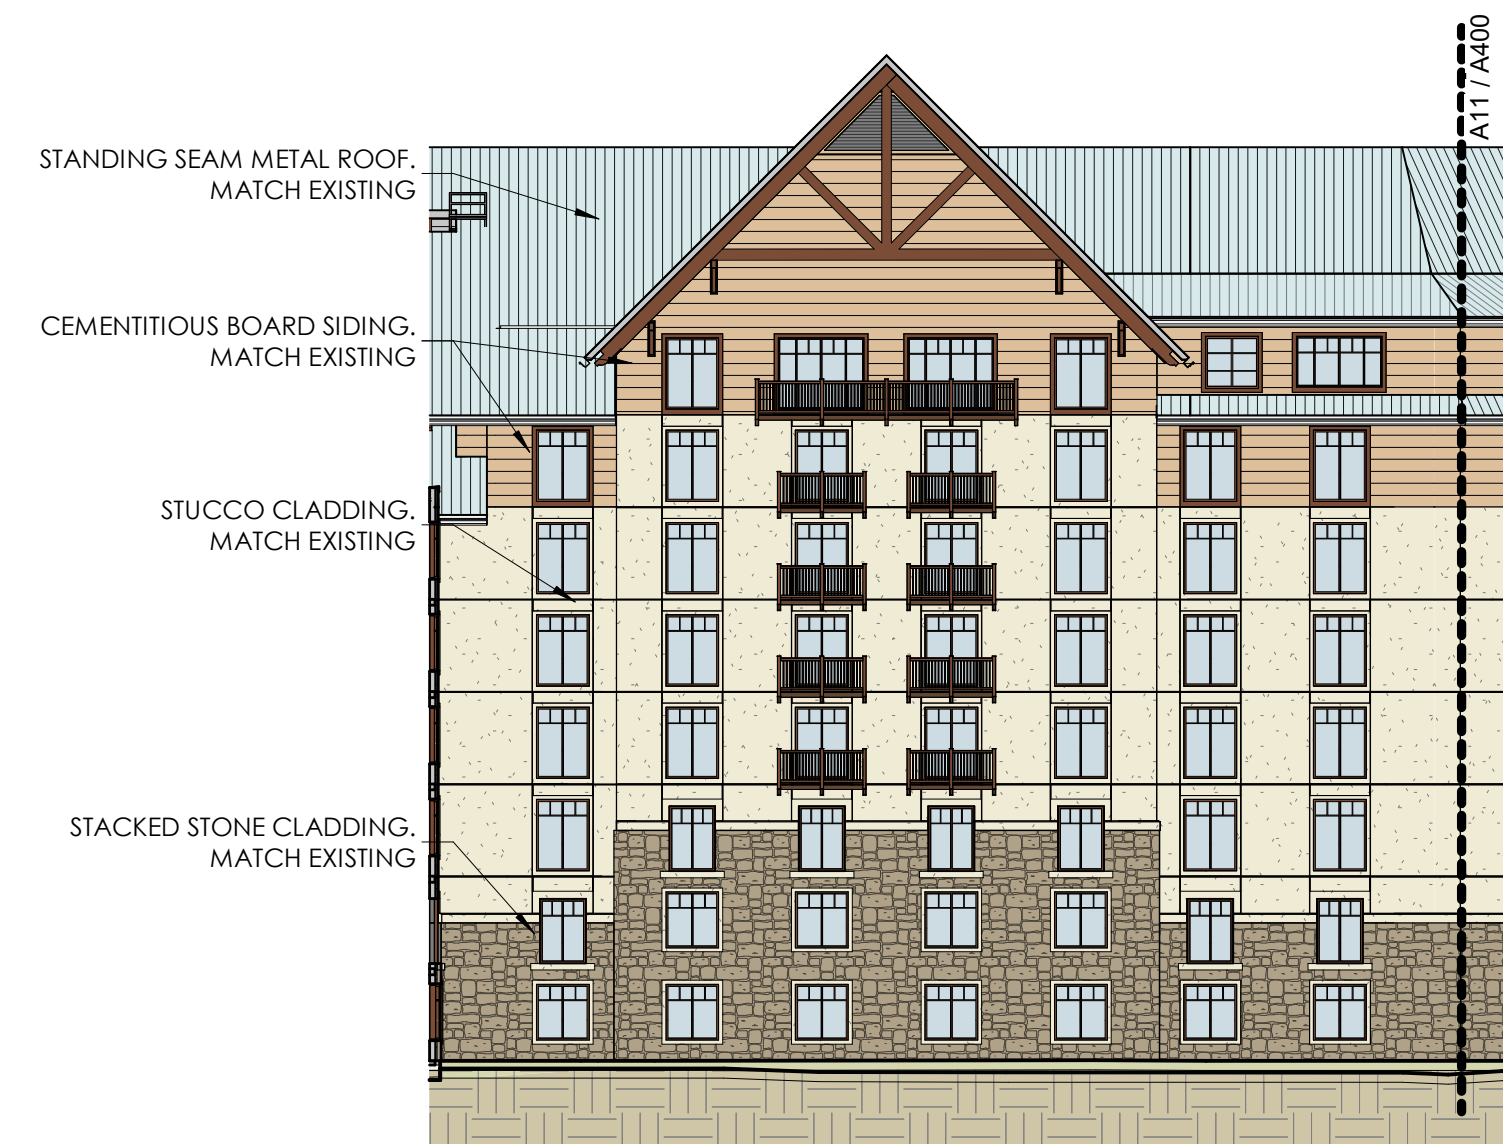 STANDING SEAM METAL ROOF.
MATCH EXISTING
CEMENTITIOUS BOARD SIDING.
MATCH EXISTING
STUCCO CLADDING.
MATCH EXISTING
STACKED STONE CLADDING.
MATCH EXISTING
A11 / A400